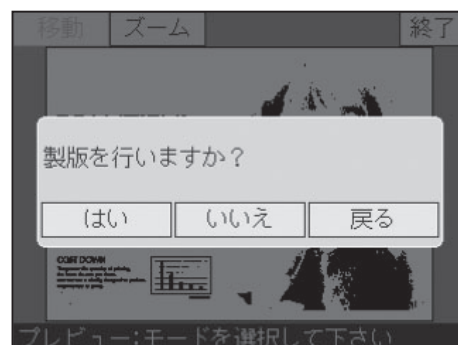 移動 ズーム 終了
製版を行いますか？
はい いいえ 戻る
COST DOWN
プレビュー:モードを選択して下さい